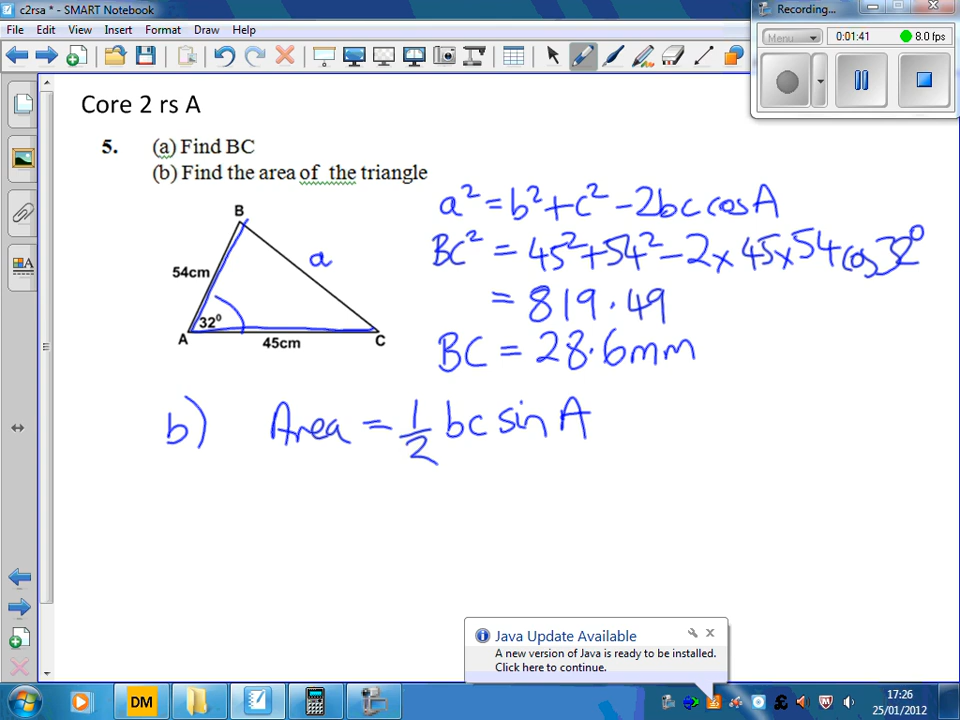 c2rsa * - SMART Notebook
File Edit View Insert Format Draw Help
Recording...
Menu 0:01:41 8.0 fps
Core 2 rs A
5. (a) Find BC
(b) Find the area of the triangle
B
54cm
a
32⁰
A
45cm
C
a² = b² + c² - 2bc cos A
BC² = 45² + 54² - 2 × 45 × 54 cos 32⁰
= 819.49
BC = 28.6mm
b) Area = 1/2 bc sin A
Java Update Available
A new version of Java is ready to be installed.
Click here to continue.
DM
17:26
25/01/2012